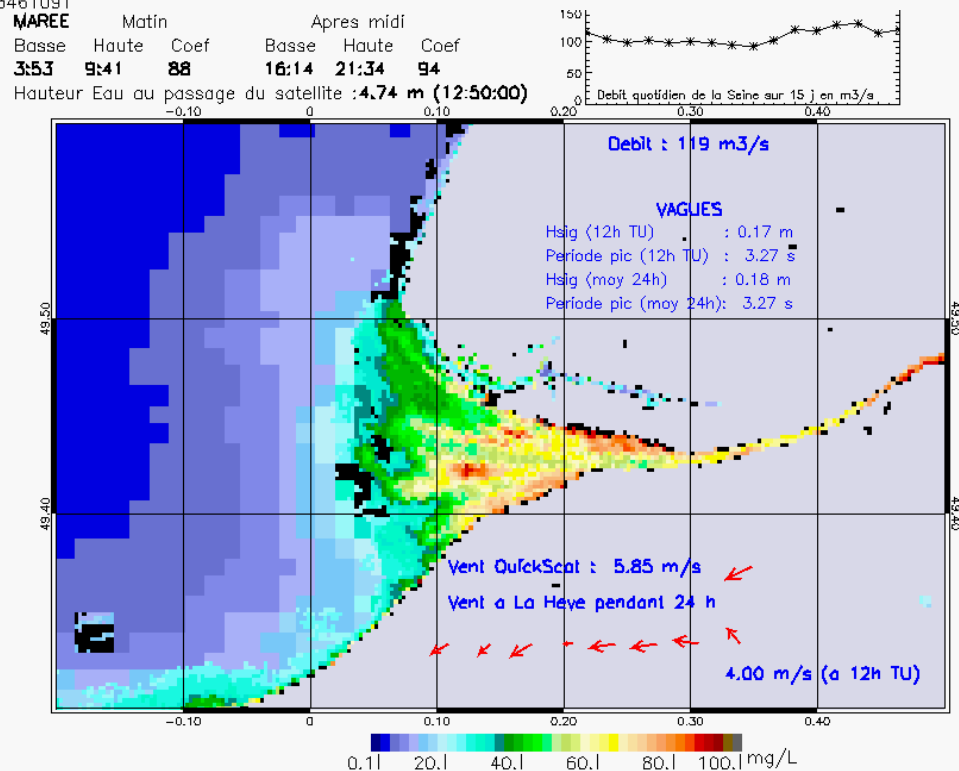 MAREE Matin Apres midi
Basse Haute Coef Basse Haute Coef
3:53 9:41 88 16:14 21:34 94
Hauteur Eau au passage du satellite :4.74 m (12:50:00)
150
100
50
0
Debit quotidien de la Seine sur 15 j en m3/s
-0.10 0 0.10 0.20 0.30 0.40
Debit : 119 m3/s
VAGUES
Hsig (12h TU) : 0.17 m
Periode pic (12h TU) : 3.27 s
Hsig (moy 24h) : 0.18 m
Periode pic (moy 24h): 3.27 s
49.50 49.50
49.40 49.40
Vent QuickScat : 5.85 m/s
Vent a La Heve pendant 24 h
4.00 m/s (a 12h TU)
-0.10 0 0.10 0.20 0.30 0.40
0.1 20.1 40.1 60.1 80.1 100.1 mg/L